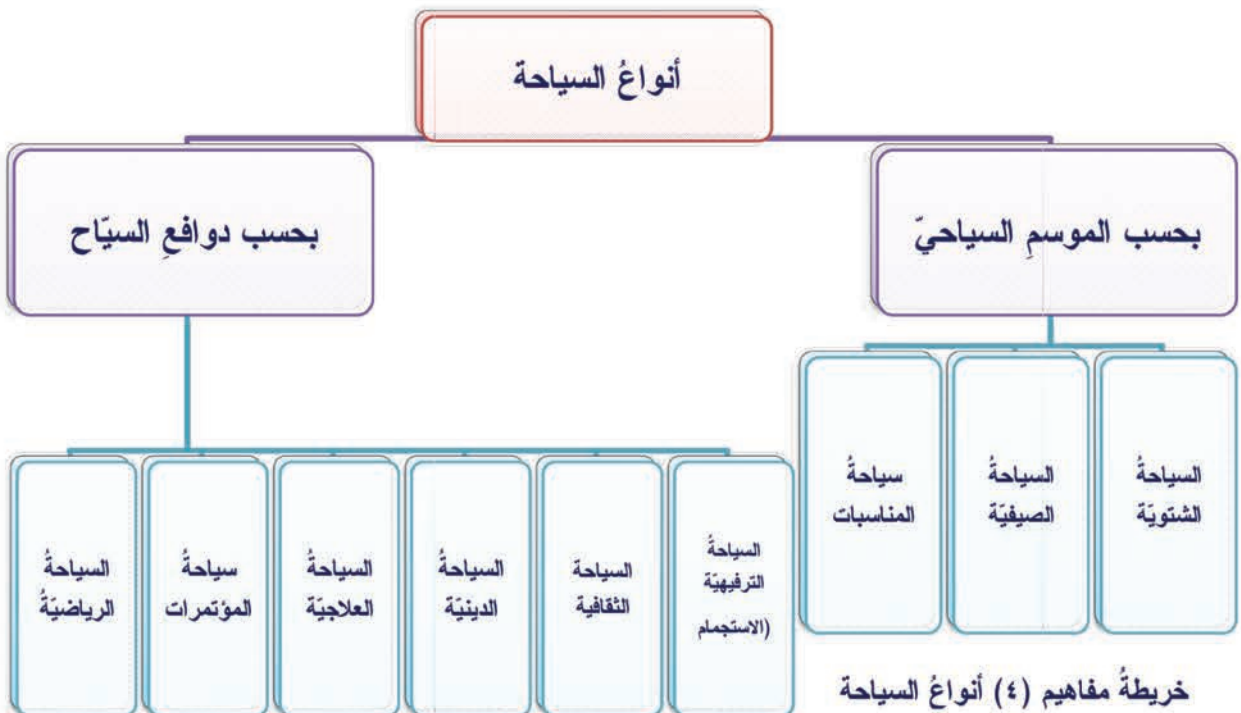 أنواعُ السياحة
بحسب الموسمِ السياحيّ
بحسب دوافعِ السيّاح
السياحةُ
الشتويّة
السياحةُ
الصيفيّة
سياحةُ
المناسبات
السياحةُ
الترفيهيّة
(الاستجمام
السياحة
الثقافية
السياحةُ
الدينيّة
السياحةُ
العلاجيّة
سياحةُ
المؤتمرات
السياحةُ
الرياضيّةُ
خريطةُ مفاهيم (٤) أنواعُ السياحة